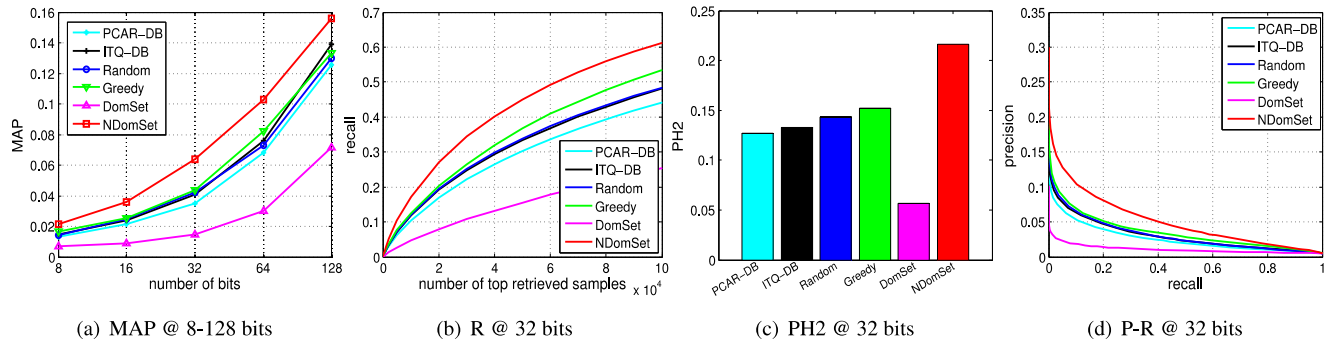 0.16
0.14
0.12
0.1
0.08
0.06
0.04
0.02
0
MAP
8
16
32
64
128
number of bits
PCAR-DB
ITQ-DB
Random
Greedy
DomSet
NDomSet
(a) MAP @ 8-128 bits
0.7
0.6
0.5
0.4
0.3
0.2
0.1
0
recall
0
2
4
6
8
10
number of top retrieved samples
x 10^4
PCAR-DB
ITQ-DB
Random
Greedy
DomSet
NDomSet
(b) R @ 32 bits
0.25
0.2
0.15
0.1
0.05
0
PH2
PCAR-DB
ITQ-DB
Random
Greedy
DomSet
NDomSet
(c) PH2 @ 32 bits
0.35
0.3
0.25
0.2
0.15
0.1
0.05
0
precision
0
0.2
0.4
0.6
0.8
1
recall
PCAR-DB
ITQ-DB
Random
Greedy
DomSet
NDomSet
(d) P-R @ 32 bits